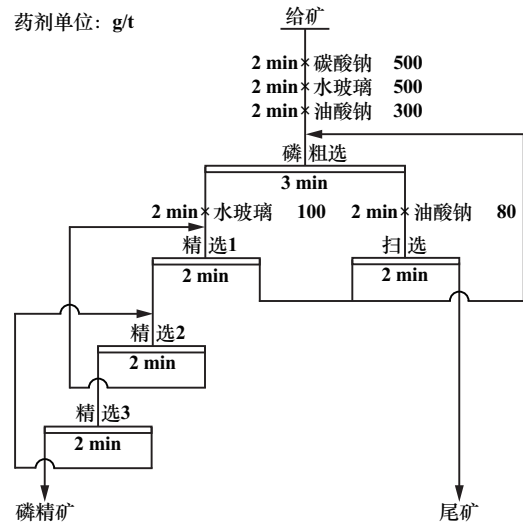 药剂单位：g/t
给矿
2 min × 碳酸钠 500
2 min × 水玻璃 500
2 min × 油酸钠 300
磷粗选
3 min
2 min × 水玻璃 100
2 min × 油酸钠 80
精选1
扫选
2 min
2 min
精选2
2 min
精选3
2 min
磷精矿
尾矿